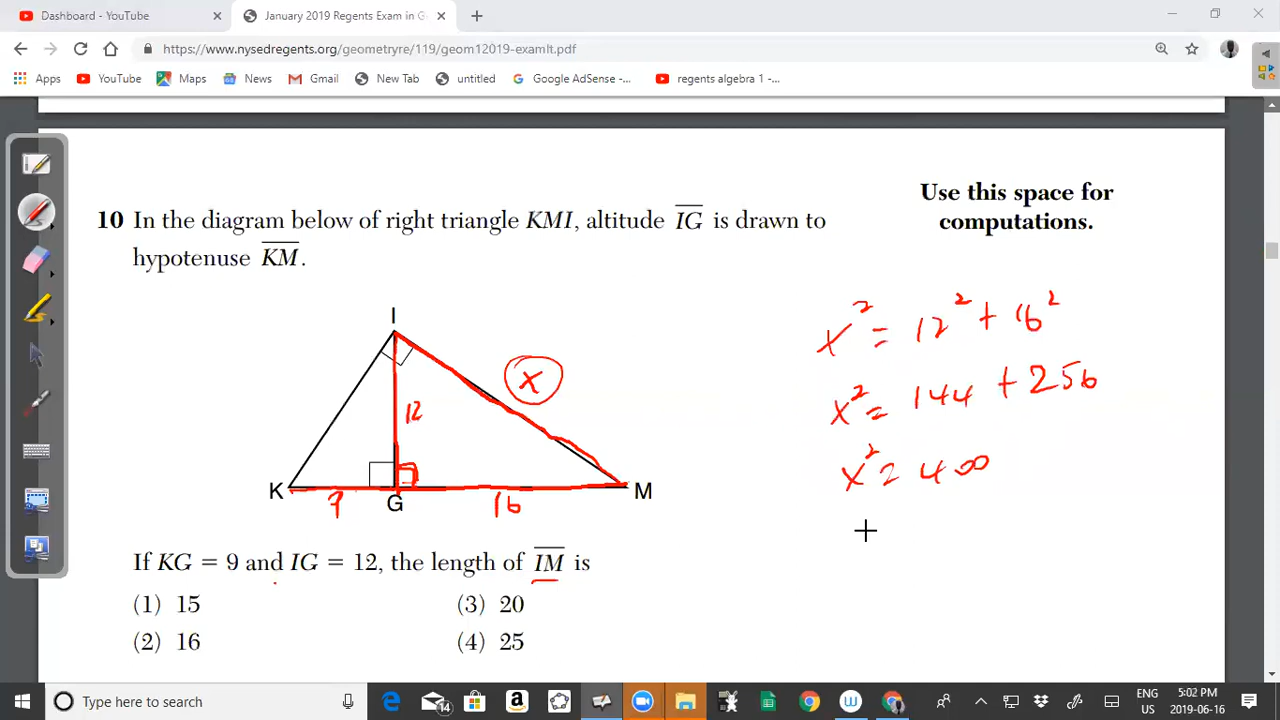 Dashboard - YouTube
January 2019 Regents Exam in G
https://www.nysedregents.org/geometryre/119/geom12019-examlt.pdf
Apps YouTube Maps News Gmail New Tab untitled Google AdSense -... regents algebra 1 -...
Use this space for
computations.
10 In the diagram below of right triangle KMI, altitude IG is drawn to
hypotenuse KM.
I
x
12
K
G
M
9
16
x² = 12² + 16²
x² = 144 + 256
x² = 400
If KG = 9 and IG = 12, the length of IM is
(1) 15 (3) 20
(2) 16 (4) 25
Type here to search
14
W
ENG
US
5:02 PM
2019-06-16